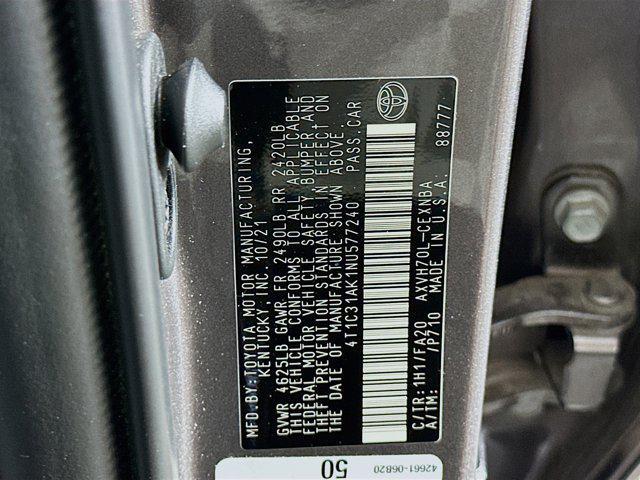 MFD.BY:TOYOTA MOTOR MANUFACTURING,
KENTUCKY, INC. 10/21
GVWR 4625LB GAWR FR 2490LB RR 2420LB
THIS VEHICLE CONFORMS TO ALL APPLICABLE
FEDERAL MOTOR VEHICLE SAFETY, BUMPER AND
THEFT PREVENTION STANDARDS IN EFFECT ON
THE DATE OF MANUFACTURE SHOWN ABOVE.
4T1C31AK1NU577240 PASS.CAR
C/TR:1H1/FA20 AXVH70L-CEXNBA
A/TM: /P710 MADE IN U.S.A. 88777
42661-06B20
50